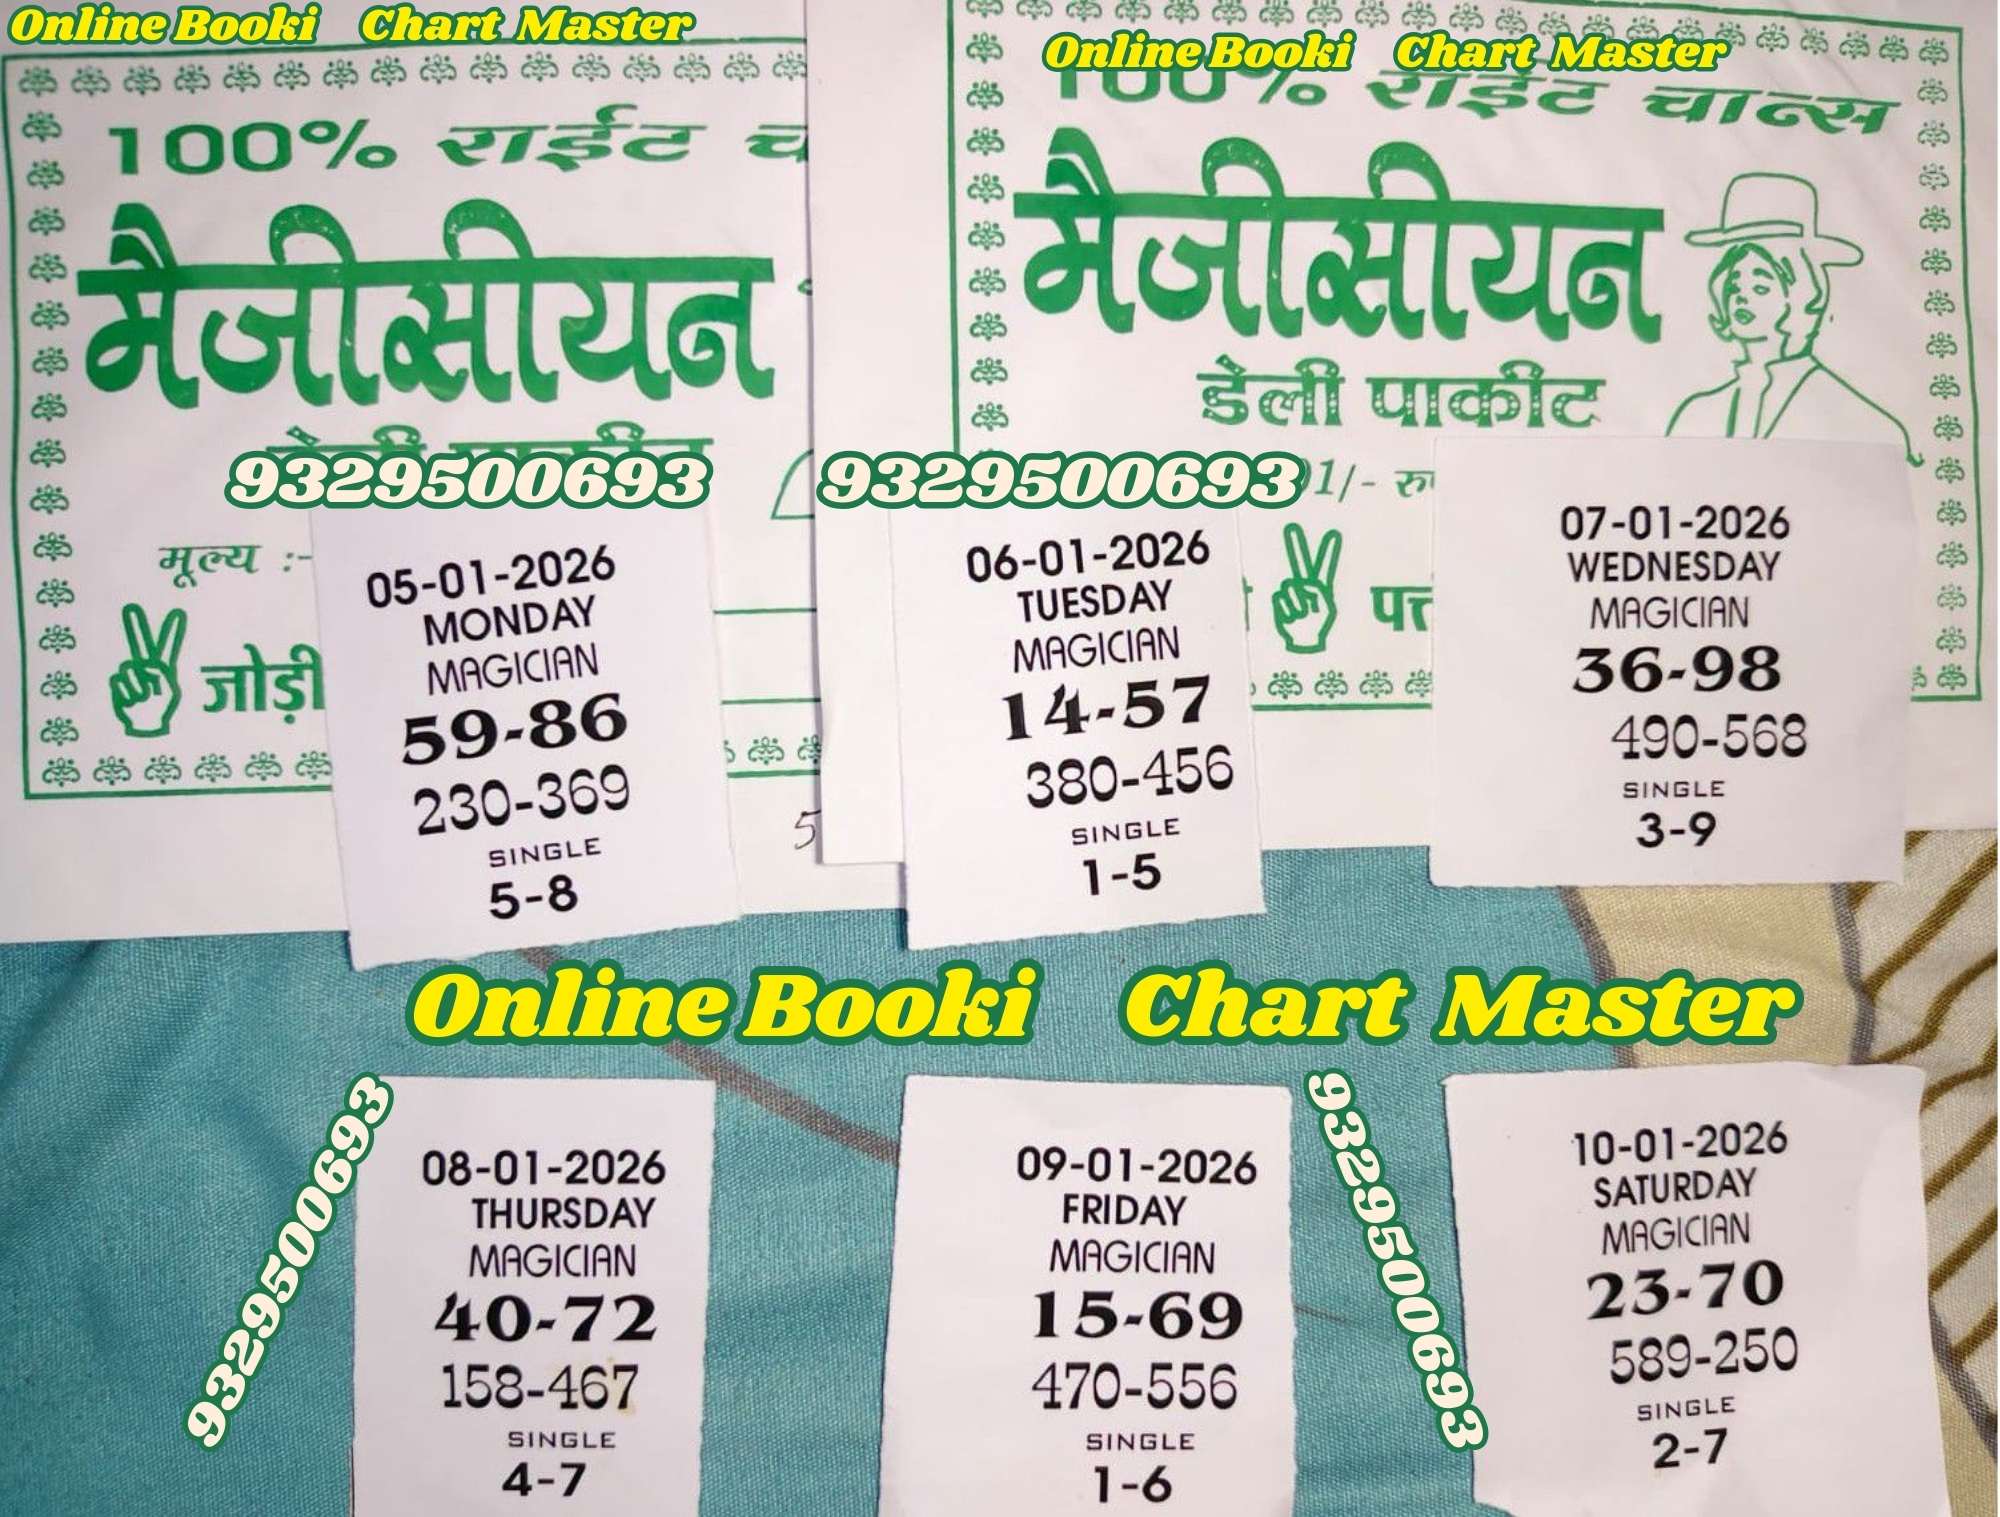 Online Booki Chart Master
Online Booki Chart Master
100% राईट च
मैजीसीयन
9329500693
मूल्य :-
जोड़ी
100% राईट चान्स
मैजीसीयन
डेली पाकीट
9329500693
01/- रु
पत्त
05-01-2026
MONDAY
MAGICIAN
59-86
230-369
SINGLE
5-8
5
06-01-2026
TUESDAY
MAGICIAN
14-57
380-456
SINGLE
1-5
07-01-2026
WEDNESDAY
MAGICIAN
36-98
490-568
SINGLE
3-9
Online Booki Chart Master
9329500693
08-01-2026
THURSDAY
MAGICIAN
40-72
158-467
SINGLE
4-7
09-01-2026
FRIDAY
MAGICIAN
15-69
470-556
SINGLE
1-6
9329500693
10-01-2026
SATURDAY
MAGICIAN
23-70
589-250
SINGLE
2-7